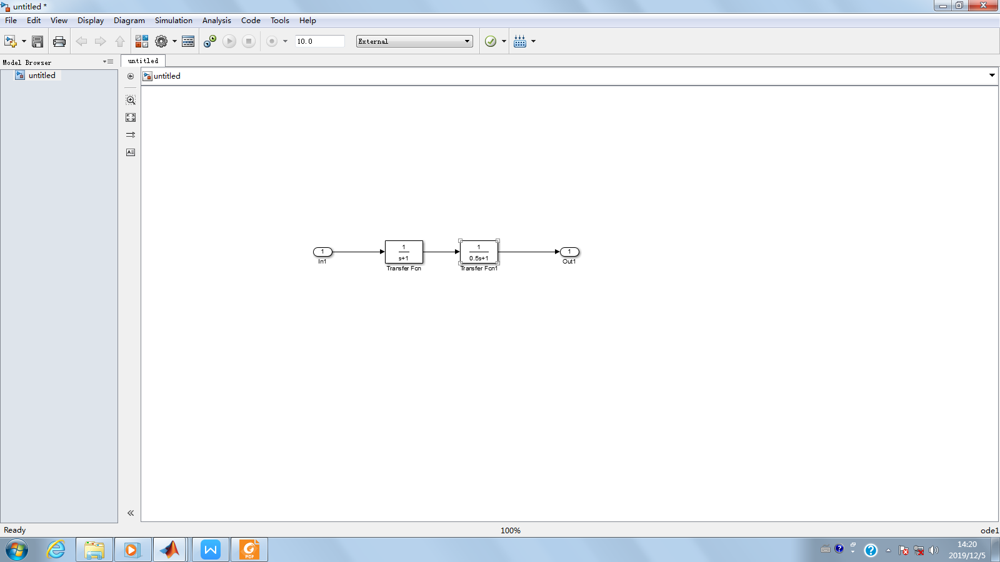 untitled *
File Edit View Display Diagram Simulation Analysis Code Tools Help
10.0 External
Model Browser
untitled
untitled
untitled
1
In1
1
s+1
Transfer Fcn
1
0.5s+1
Transfer Fcn1
1
Out1
Ready 100% ode1
PDF
14:20
2019/12/5